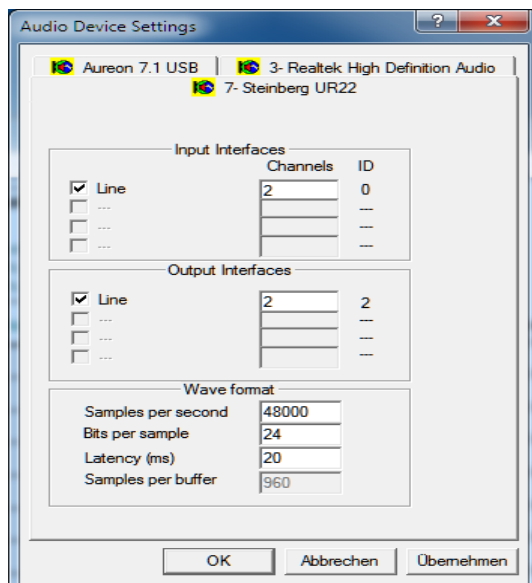 Audio Device Settings
?
Aureon 7.1 USB 3- Realtek High Definition Audio
7- Steinberg UR22
Input Interfaces
Channels ID
Line 2 0
--- ---
--- ---
--- ---
Output Interfaces
Line 2 2
--- ---
--- ---
--- ---
Wave format
Samples per second 48000
Bits per sample 24
Latency (ms) 20
Samples per buffer 960
OK Abbrechen Übernehmen